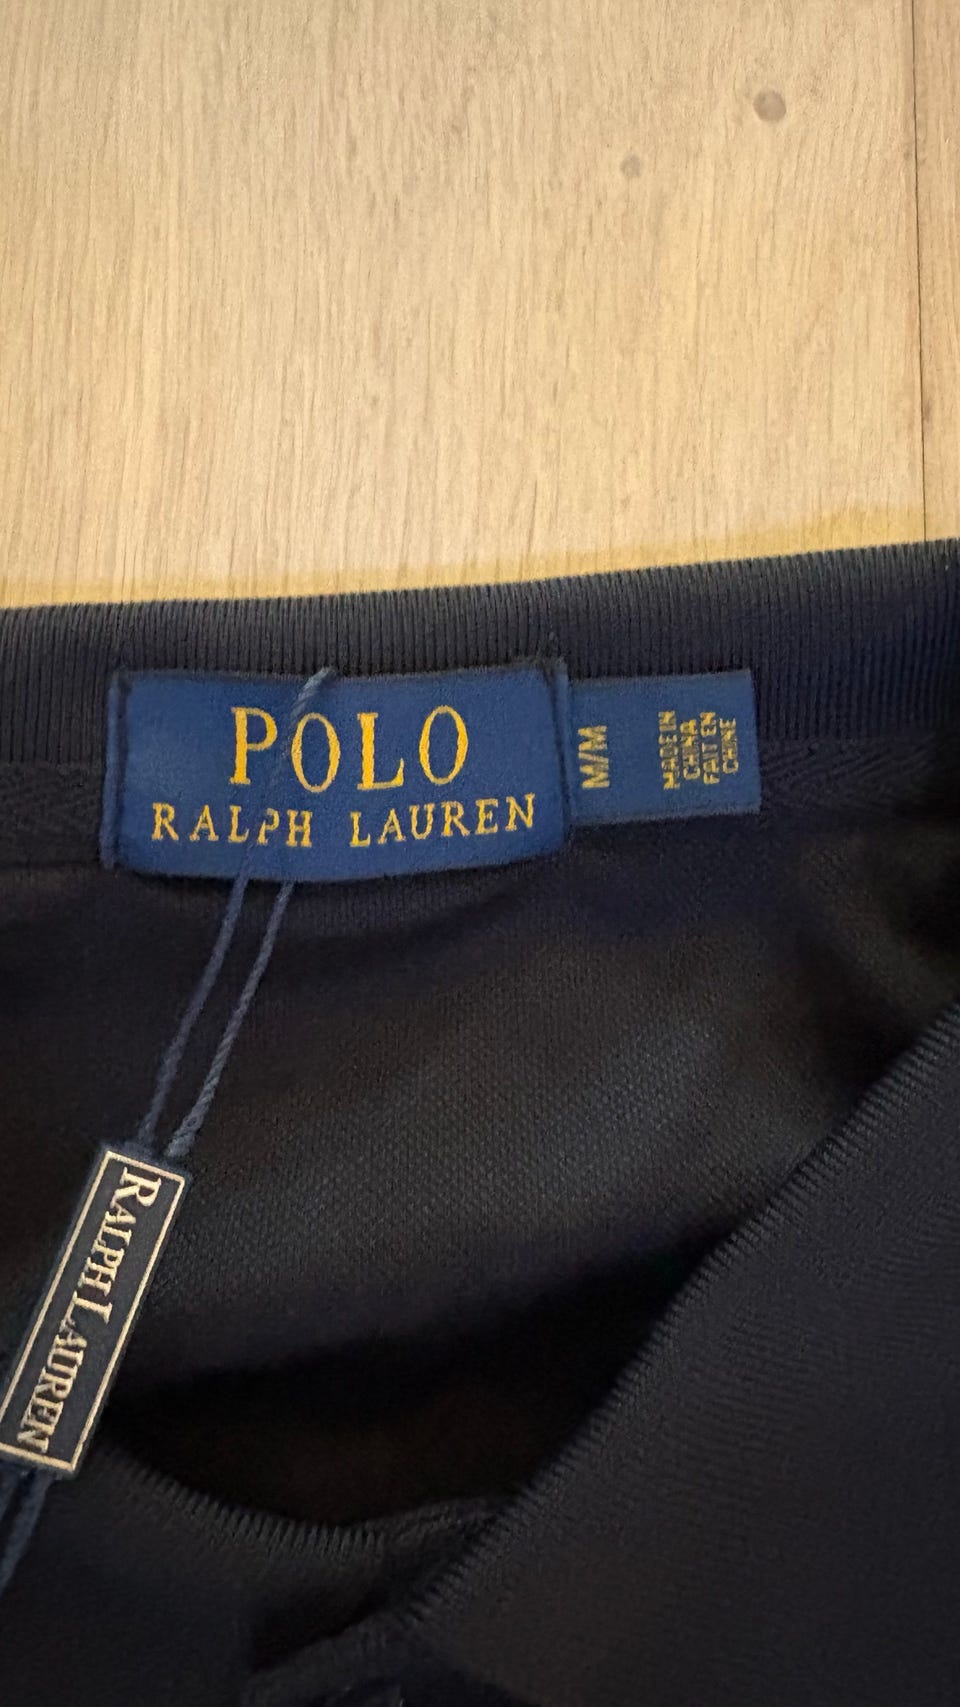 POLO
RALPH LAUREN
M/M
MADE IN
CHINA
FAIT EN
CHINE
RALPH LAUREN